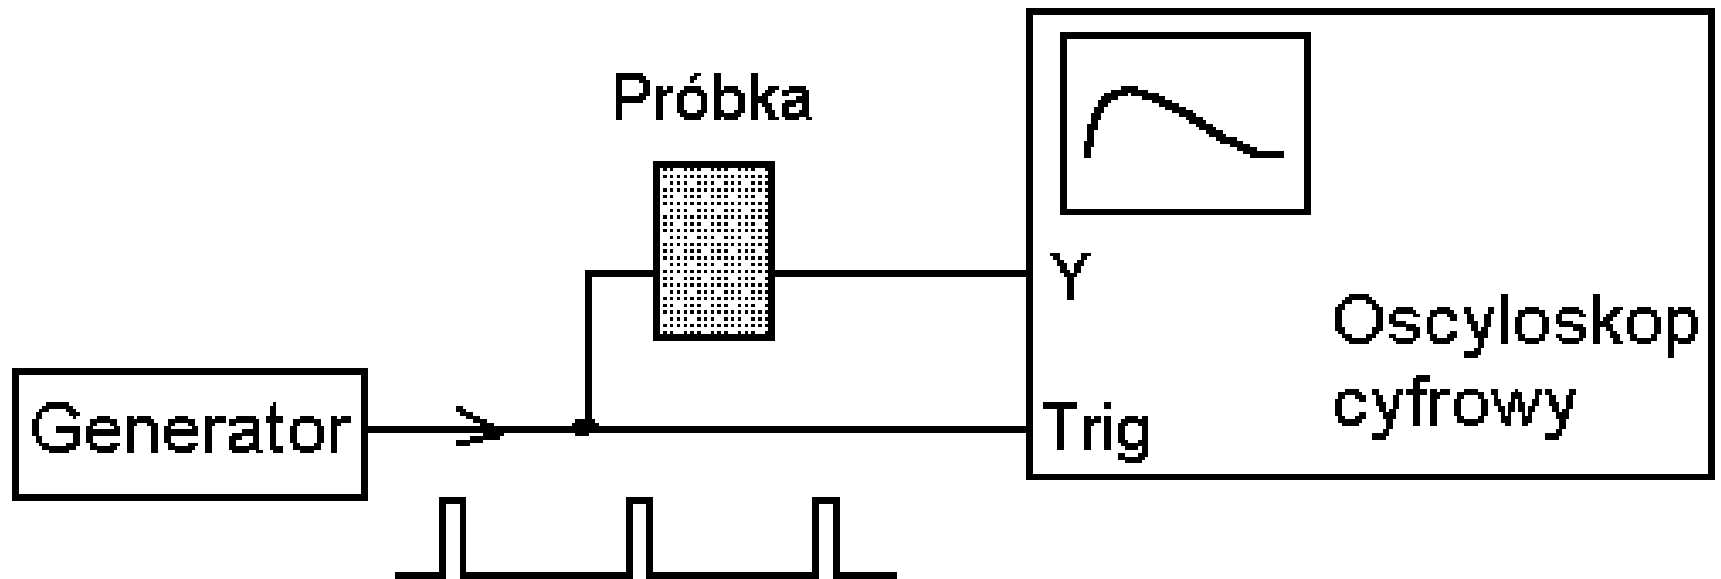 Próbka
Y
Oscyloskop
cyfrowy
Generator
Trig